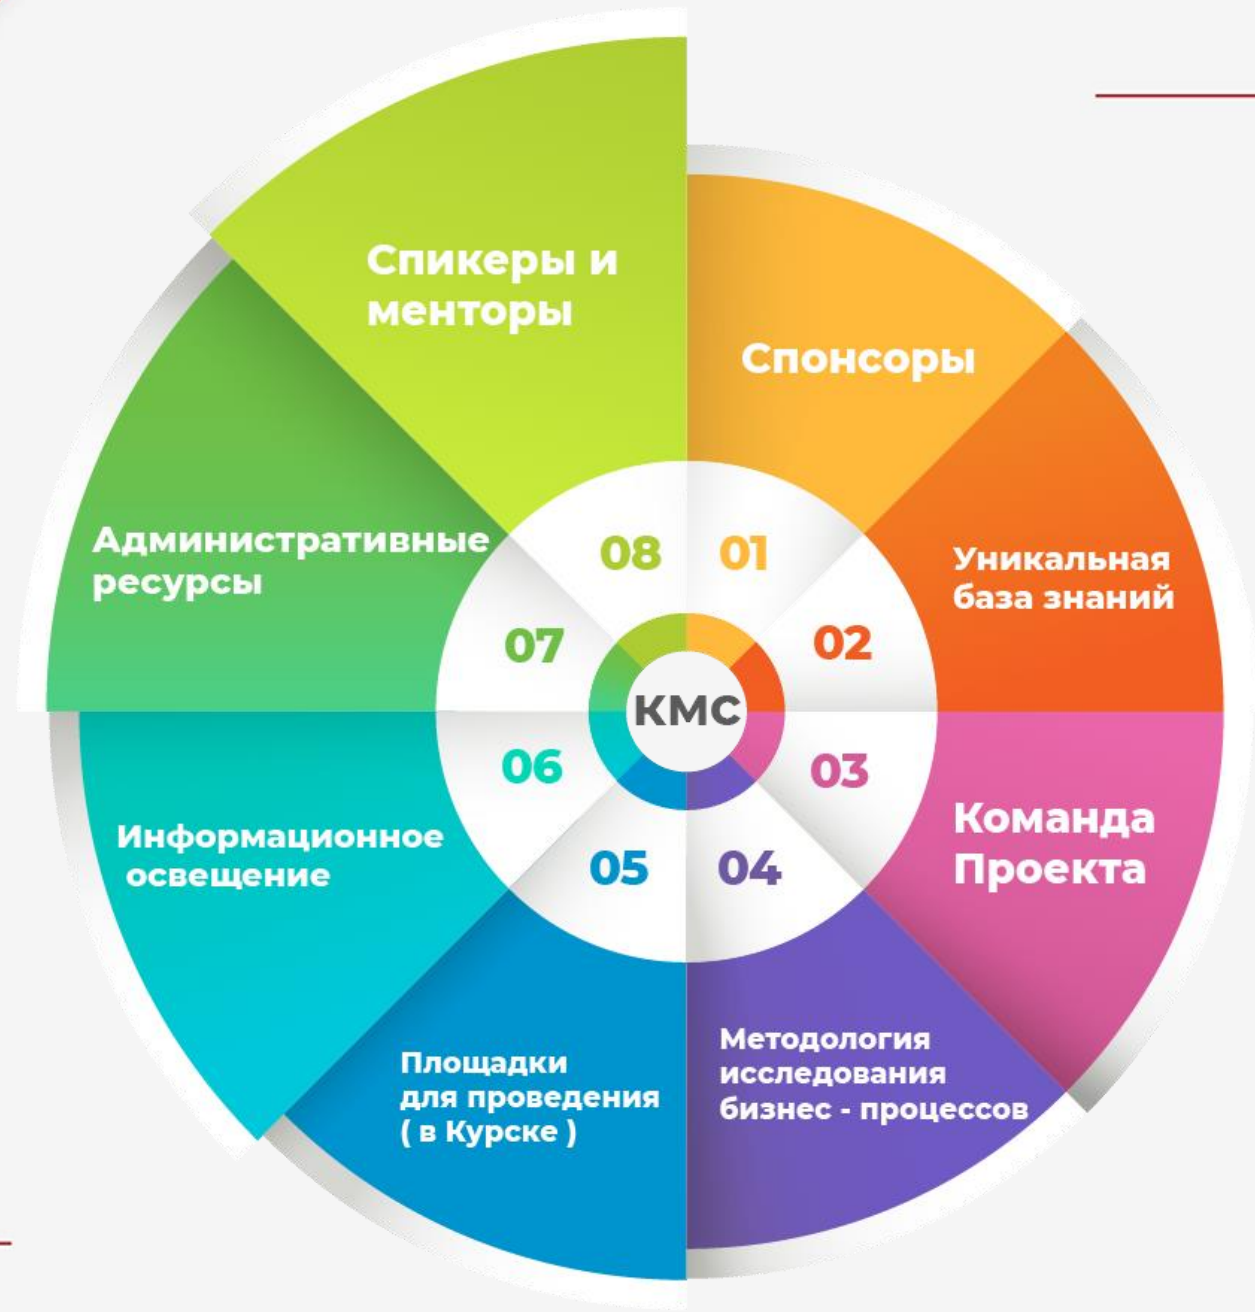 Спикеры и
менторы
Спонсоры
Уникальная
база знаний
Команда
Проекта
Методология
исследования
бизнес - процессов
Площадки
для проведения
( в Курске )
Информационное
освещение
Административные
ресурсы
08
01
02
03
04
05
06
07
КМС